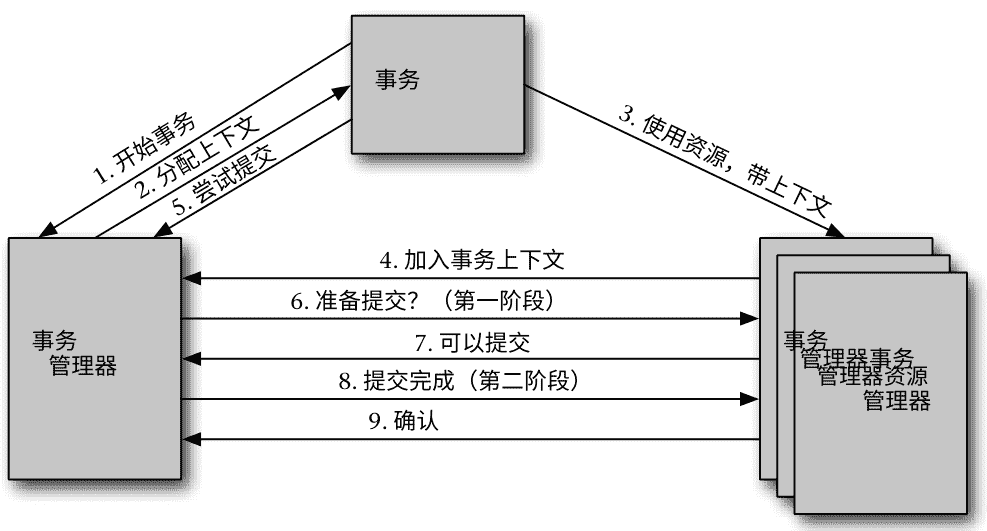 事务
1. 开始事务
2. 分配上下文
5. 尝试提交
3. 使用资源，带上下文
4. 加入事务上下文
6. 准备提交？（第一阶段）
7. 可以提交
8. 提交完成（第二阶段）
9. 确认
事务
管理器
事务
管理器事务
管理器资源
管理器